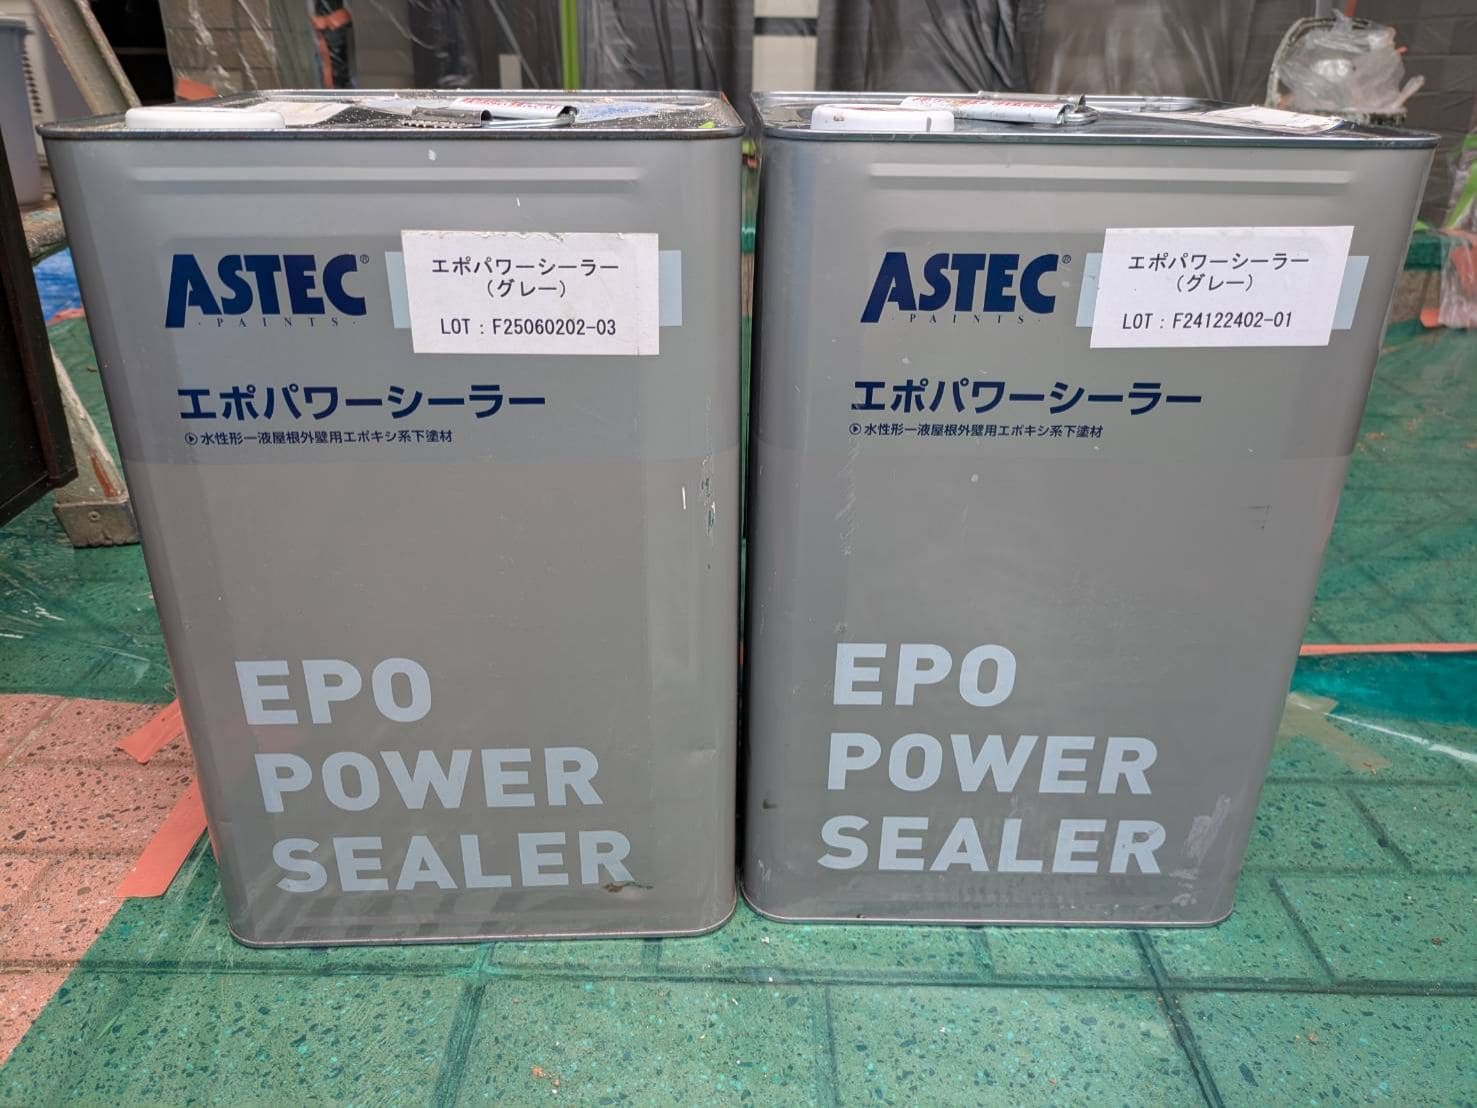 ASTEC®
PAINTS
エポパワーシーラー
(グレー)
LOT : F25060202-03
エポパワーシーラー
水性形一液屋根外壁用エポキシ系下塗材
EPO
POWER
SEALER
ASTEC®
PAINTS
エポパワーシーラー
(グレー)
LOT : F24122402-01
エポパワーシーラー
水性形一液屋根外壁用エポキシ系下塗材
EPO
POWER
SEALER